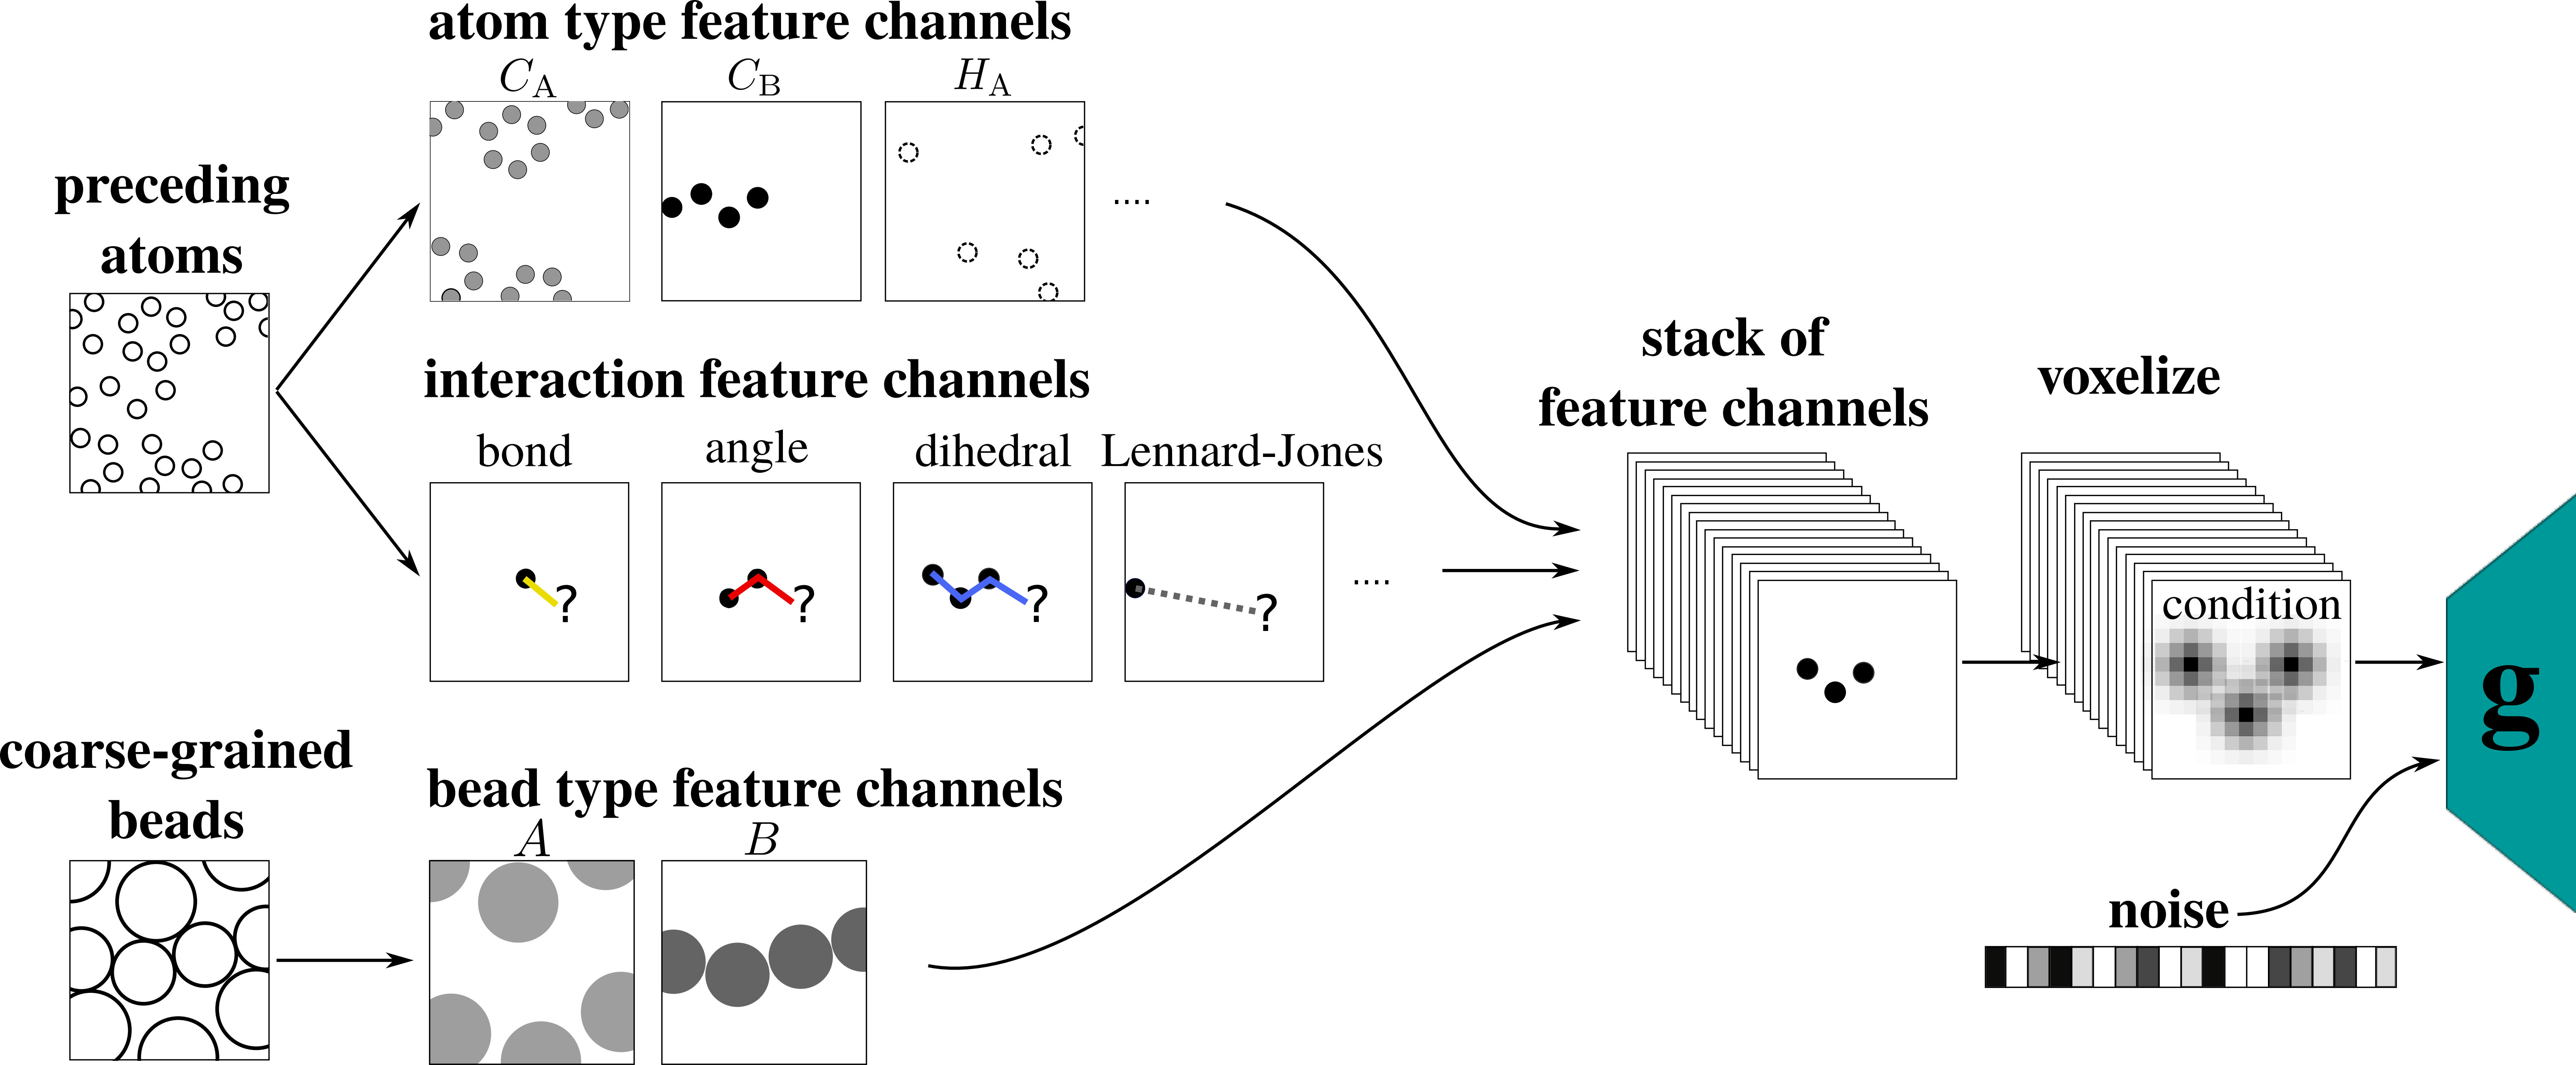 atom type feature channels
C_A C_B H_A
preceding
atoms
....
interaction feature channels
bond angle dihedral Lennard-Jones
? ? ? ?
....
coarse-grained
beads
bead type feature channels
A B
stack of
feature channels
voxelize
condition
g
noise